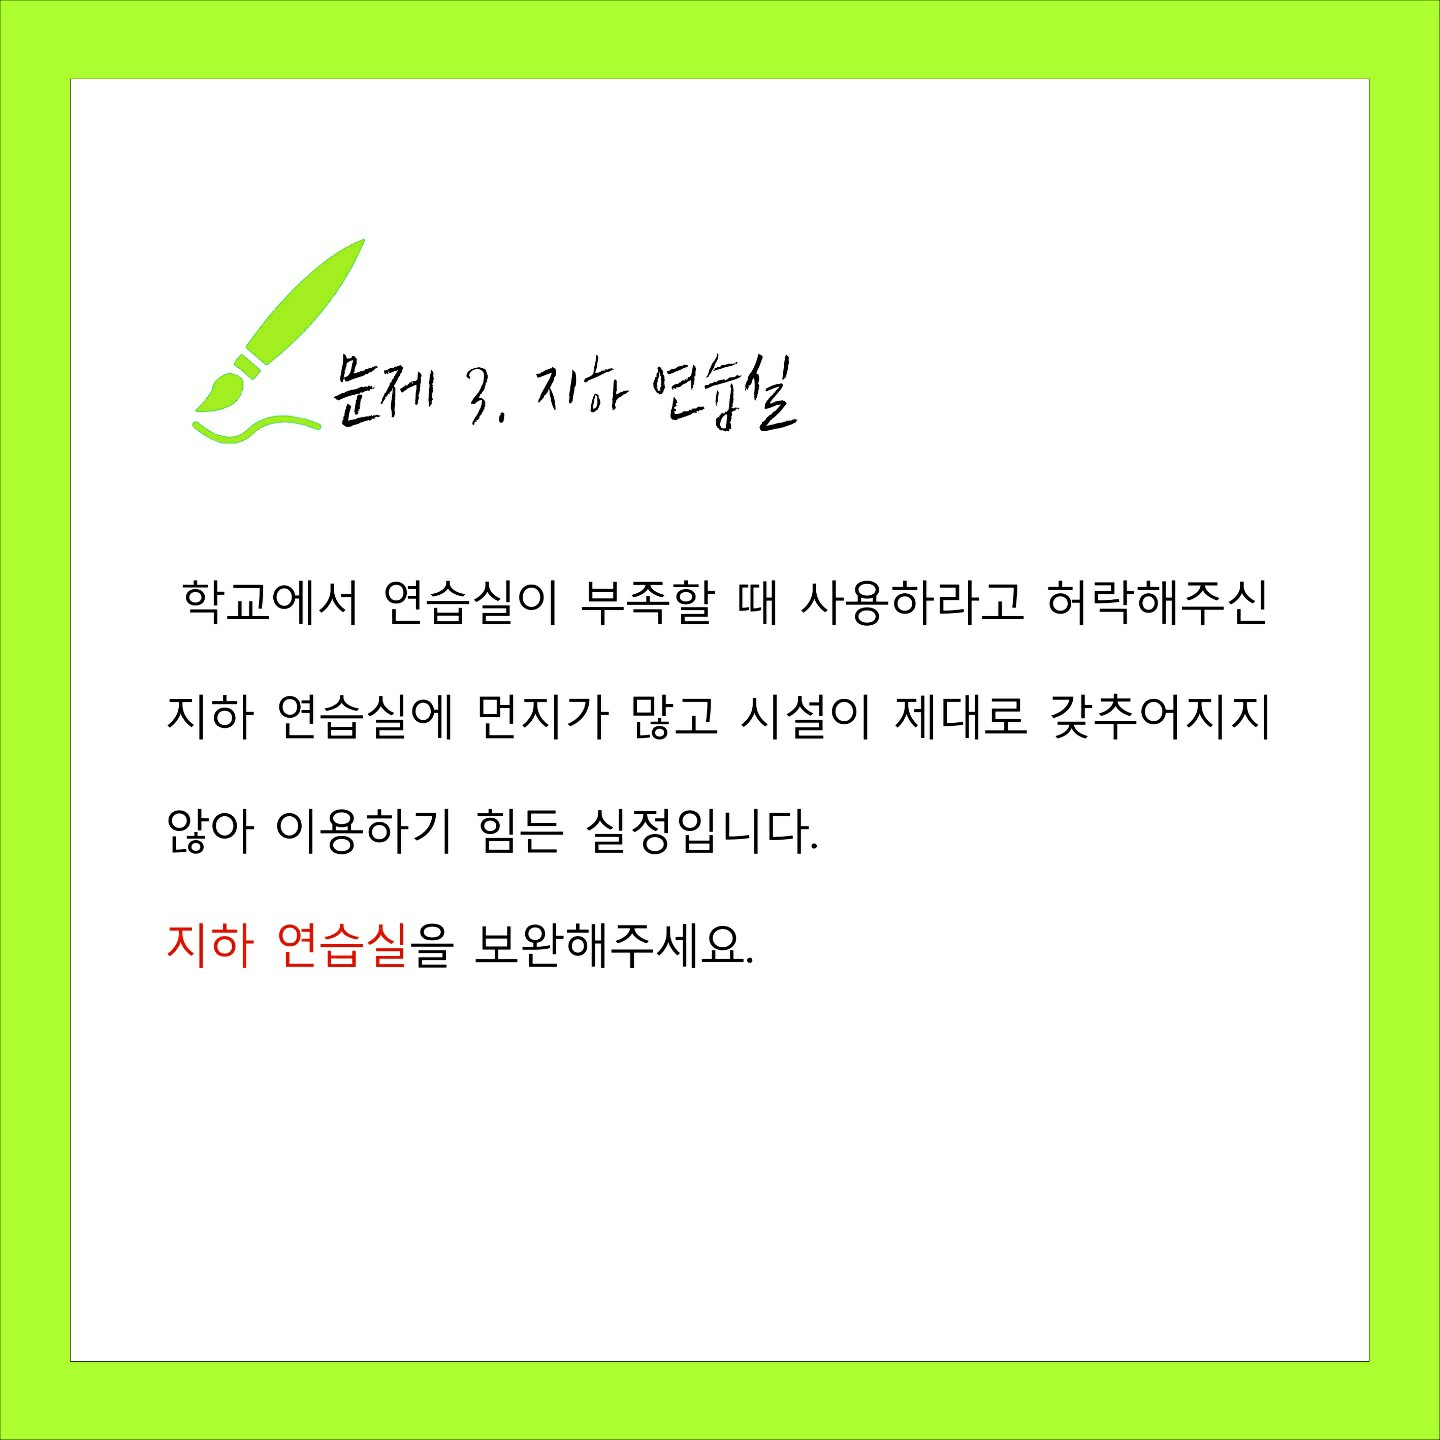 문제 3. 지하 연습실
학교에서 연습실이 부족할 때 사용하라고 허락해주신
지하 연습실에 먼지가 많고 시설이 제대로 갖추어지지
않아 이용하기 힘든 실정입니다.
지하 연습실을 보완해주세요.